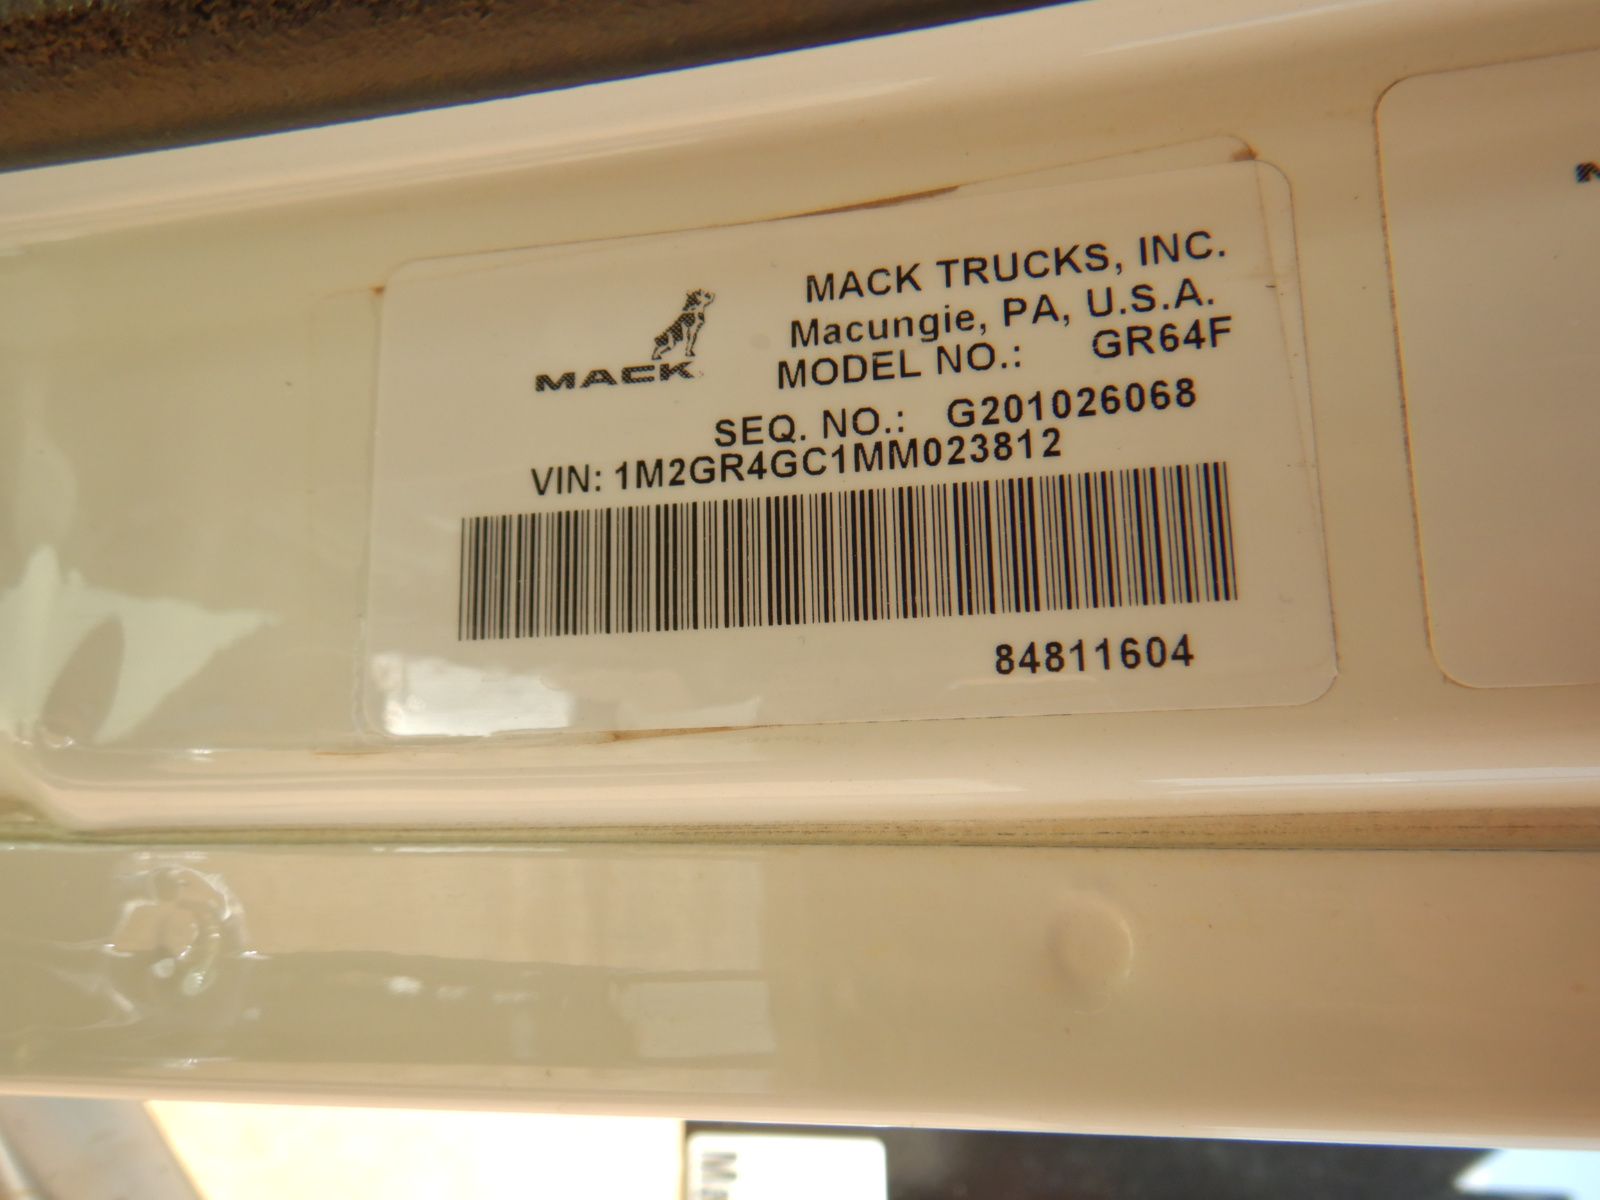 MACK TRUCKS, INC.
Macungie, PA, U.S.A.
MACK
MODEL NO.: GR64F
SEQ. NO.: G201026068
VIN: 1M2GR4GC1MM023812
84811604